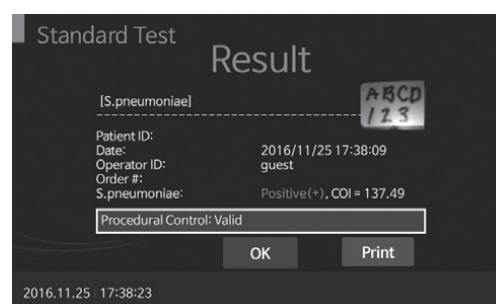 Standard Test
Result
[S.pneumoniae]
ABCD
123
Patient ID:
Date: 2016/11/25 17:38:09
Operator ID: guest
Order #:
S.pneumoniae: Positive(+), COI = 137.49
Procedural Control: Valid
OK Print
2016.11.25 17:38:23